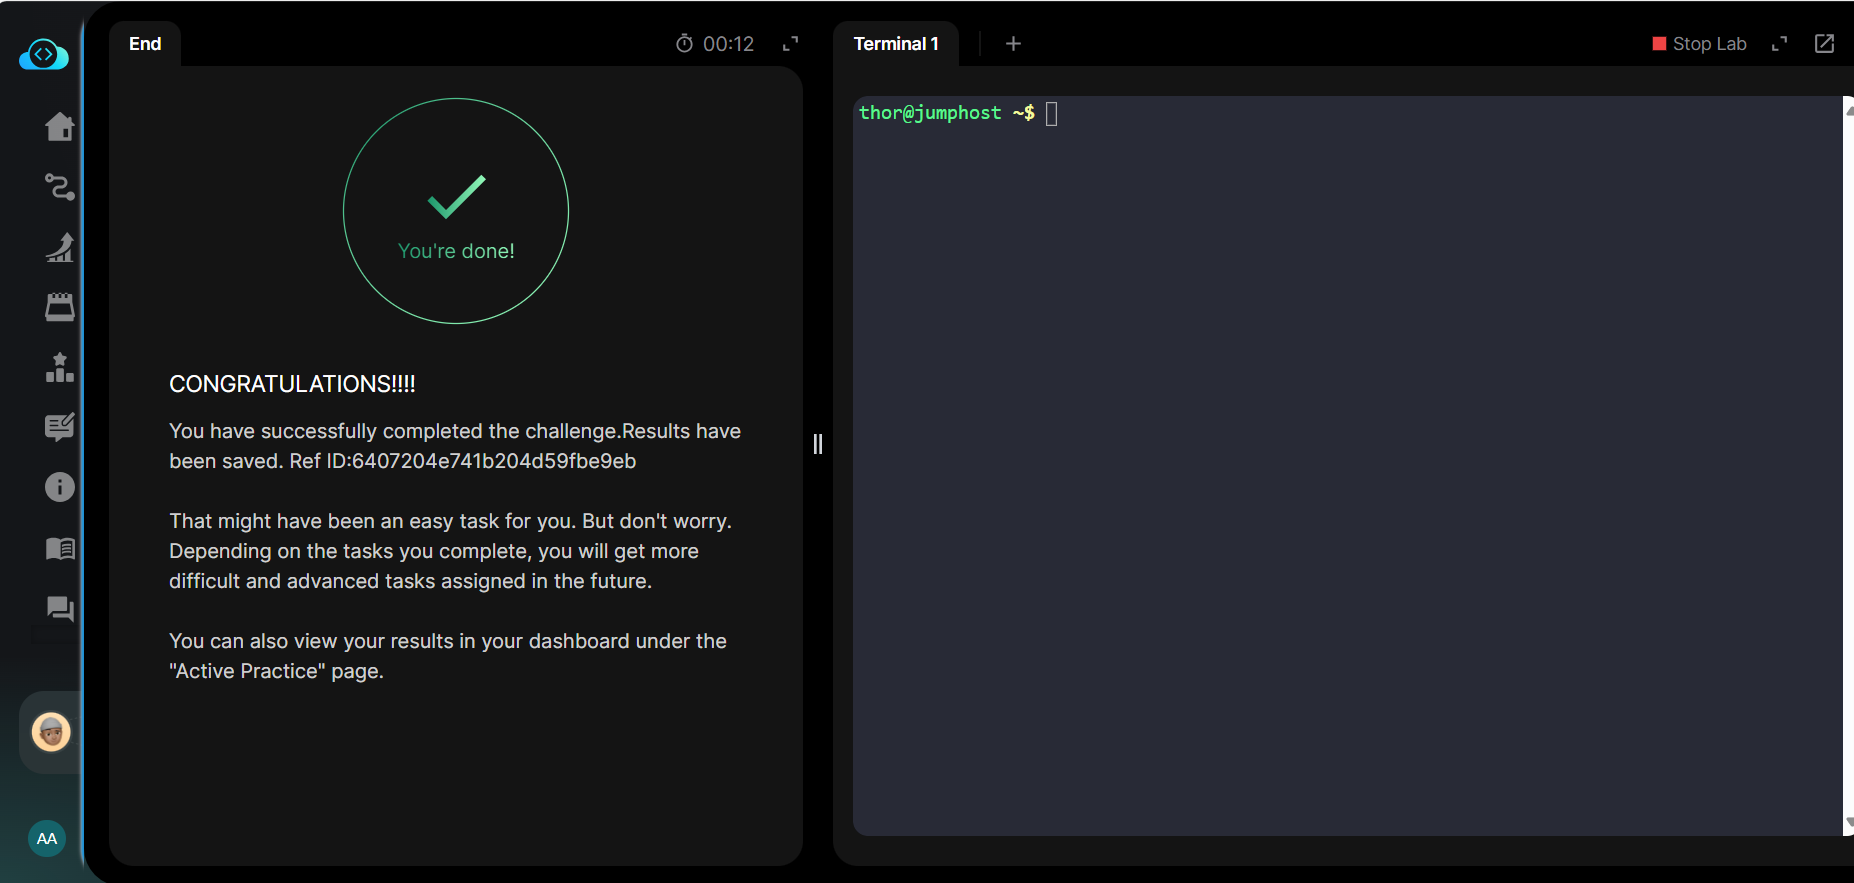 End
00:12
You're done!
CONGRATULATIONS!!!!
You have successfully completed the challenge.Results have
been saved. Ref ID:6407204e741b204d59fbe9eb
That might have been an easy task for you. But don't worry.
Depending on the tasks you complete, you will get more
difficult and advanced tasks assigned in the future.
You can also view your results in your dashboard under the
"Active Practice" page.
AA
Terminal 1
+
Stop Lab
thor@jumphost ~$